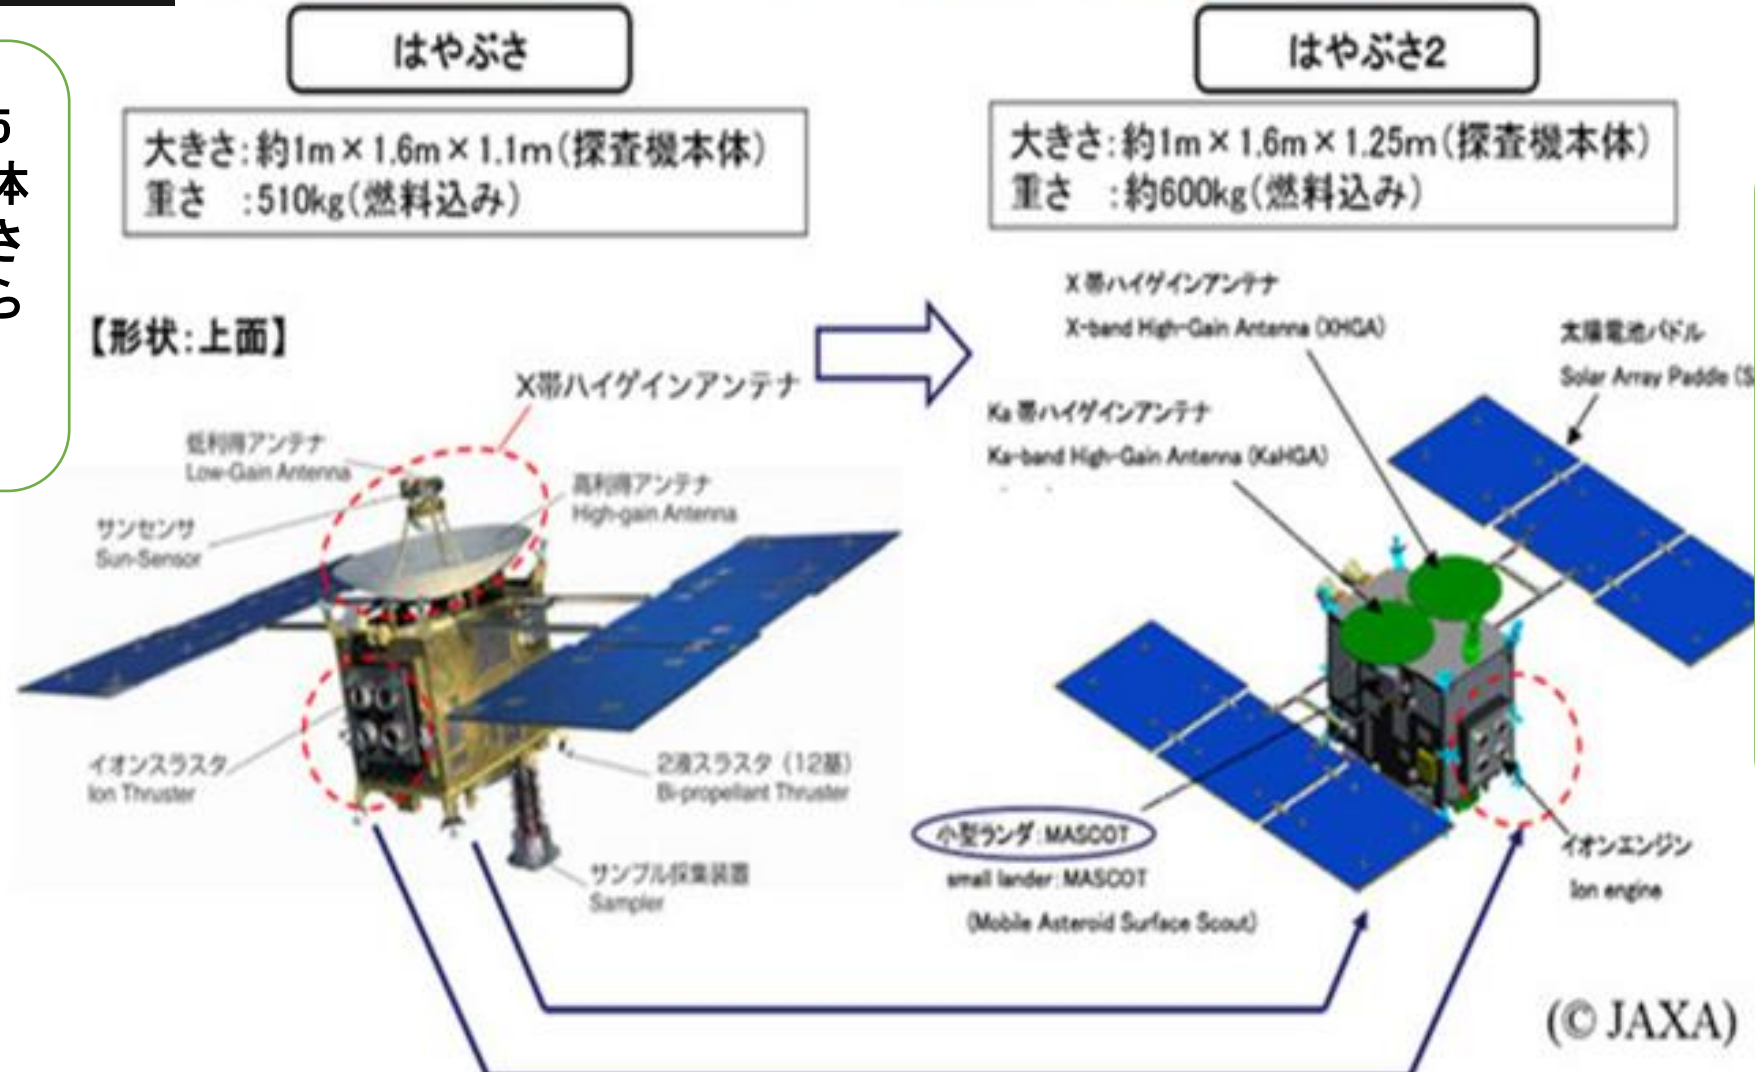 はやぶさ
大きさ:約1m×1.6m×1.1m(探査機本体)
重さ :510kg(燃料込み)
【形状:上面】
X帯ハイゲインアンテナ
低利得アンテナ
Low-Gain Antenna
高利得アンテナ
High-gain Antenna
サンセンサ
Sun-Sensor
イオンスラスタ
Ion Thruster
2液スラスタ(12基)
Bi-propellant Thruster
サンプル採集装置
Sampler
はやぶさ2
大きさ:約1m×1.6m×1.25m(探査機本体)
重さ :約600kg(燃料込み)
X帯ハイゲインアンテナ
X-band High-Gain Antenna (XHGA)
太陽電池パドル
Solar Array Paddle (S
Ka帯ハイゲインアンテナ
Ka-band High-Gain Antenna (KaHGA)
小型ランダ:MASCOT
small lander:MASCOT
(Mobile Asteroid Surface Scout)
イオンエンジン
Ion engine
(© JAXA)
体
さ
ら